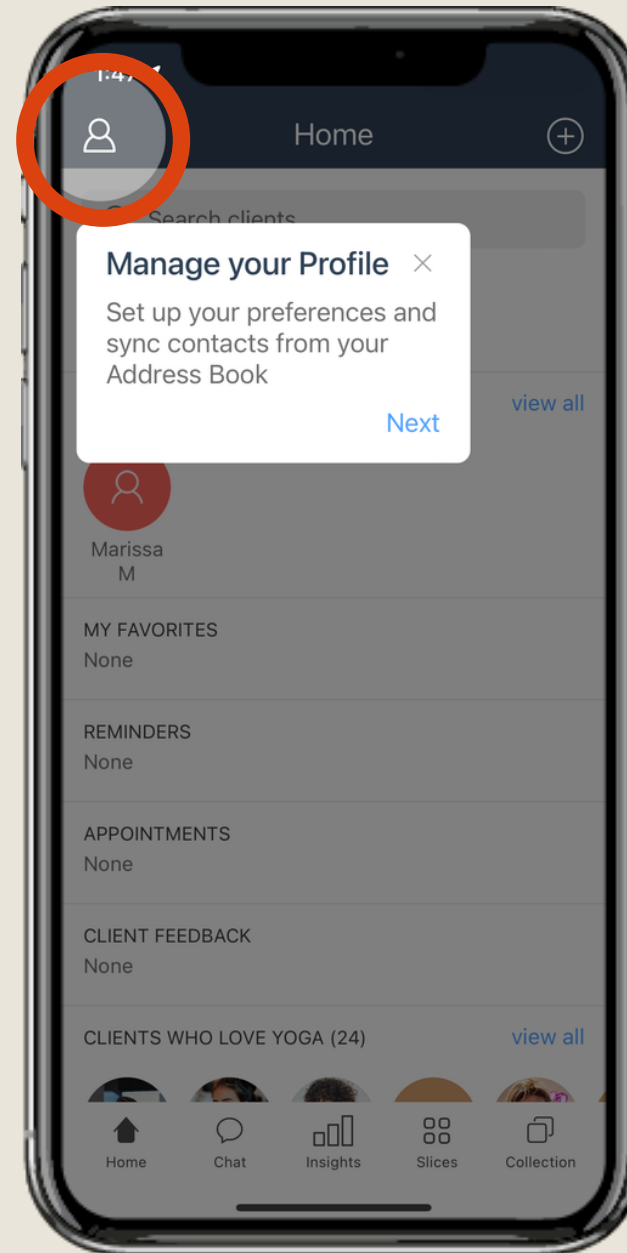 Home
Search clients
Manage your Profile
Set up your preferences and
sync contacts from your
Address Book
Next
view all
Marissa
M
MY FAVORITES
None
REMINDERS
None
APPOINTMENTS
None
CLIENT FEEDBACK
None
CLIENTS WHO LOVE YOGA (24)
view all
Home
Chat
Insights
Slices
Collection